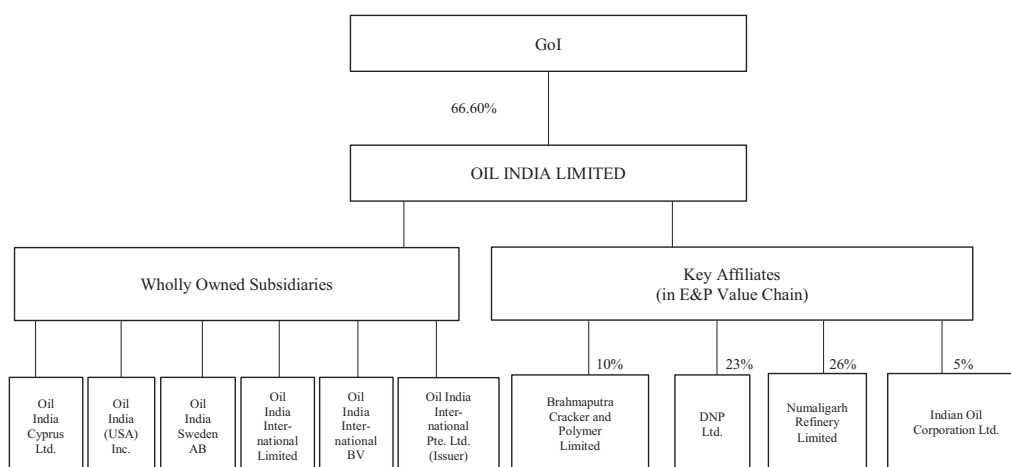 GoI
66.60%
OIL INDIA LIMITED
Wholly Owned Subsidiaries
Key Affiliates
(in E&P Value Chain)
10%
23%
26%
5%
Oil
India
Cyprus
Ltd.
Oil
India
(USA)
Inc.
Oil
India
Sweden
AB
Oil
India
Inter-
national
Limited
Oil
India
Inter-
national
BV
Oil India
Inter-
national
Pte. Ltd.
(Issuer)
Brahmaputra
Cracker and
Polymer
Limited
DNP
Ltd.
Numaligarh
Refinery
Limited
Indian Oil
Corporation Ltd.